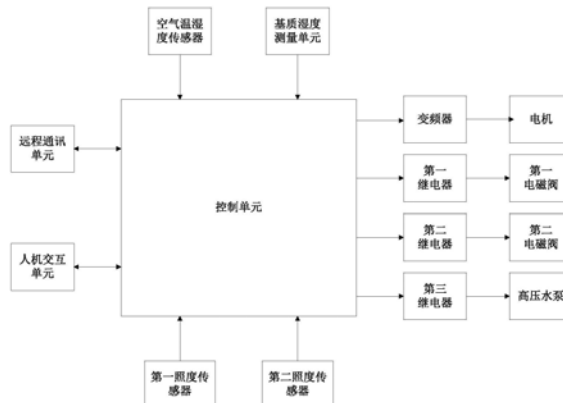 空气温湿
度传感器
基质湿度
测量单元
变频器
电机
远程通讯
单元
第一
继电器
第一
电磁阀
控制单元
第二
继电器
第二
电磁阀
人机交互
单元
第三
继电器
高压水泵
第一照度传
感器
第二照度传
感器